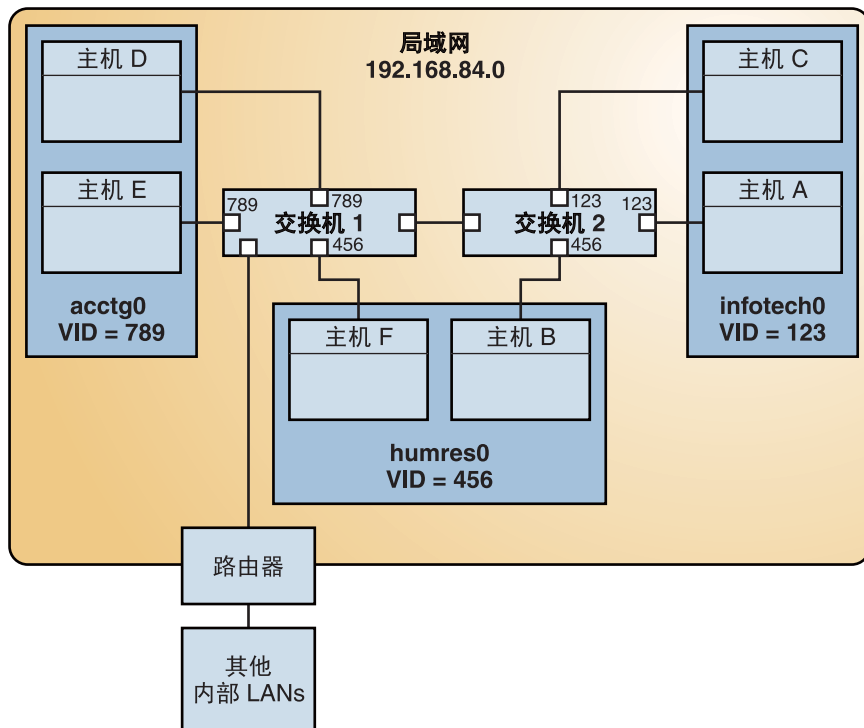 局域网
192.168.84.0
主机 D
主机 C
主机 E
主机 A
789
789
交换机 1
456
123
123
交换机 2
456
acctg0
VID = 789
infotech0
VID = 123
主机 F
主机 B
humres0
VID = 456
路由器
其他
内部 LANs